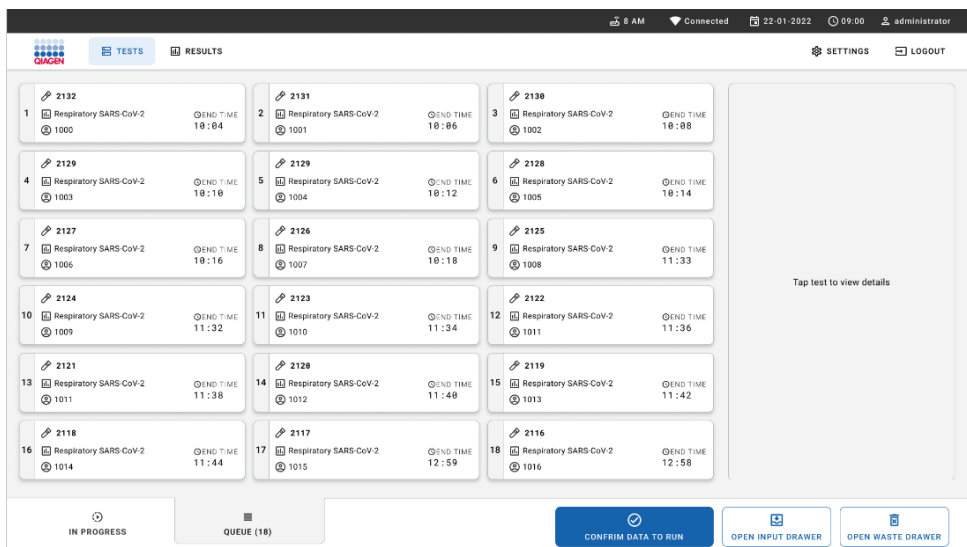 8 AM Connected 22-01-2022 09:00 administrator
QIAGEN TESTS RESULTS SETTINGS LOGOUT
2132
1 Respiratory SARS-CoV-2 END TIME
1000 10:04
2131
2 Respiratory SARS-CoV-2 END TIME
1001 10:06
2130
3 Respiratory SARS-CoV-2 END TIME
1002 10:08
2129
4 Respiratory SARS-CoV-2 END TIME
1003 10:10
2129
5 Respiratory SARS-CoV-2 END TIME
1004 10:12
2128
6 Respiratory SARS-CoV-2 END TIME
1005 10:14
2127
7 Respiratory SARS-CoV-2 END TIME
1006 10:16
2126
8 Respiratory SARS-CoV-2 END TIME
1007 10:18
2125
9 Respiratory SARS-CoV-2 END TIME
1008 11:33
Tap test to view details
2124
10 Respiratory SARS-CoV-2 END TIME
1009 11:32
2123
11 Respiratory SARS-CoV-2 END TIME
1010 11:34
2122
12 Respiratory SARS-CoV-2 END TIME
1011 11:36
2121
13 Respiratory SARS-CoV-2 END TIME
1011 11:38
2120
14 Respiratory SARS-CoV-2 END TIME
1012 11:40
2119
15 Respiratory SARS-CoV-2 END TIME
1013 11:42
2118
16 Respiratory SARS-CoV-2 END TIME
1014 11:44
2117
17 Respiratory SARS-CoV-2 END TIME
1015 12:59
2116
18 Respiratory SARS-CoV-2 END TIME
1016 12:58
IN PROGRESS QUEUE (18) CONFRIM DATA TO RUN OPEN INPUT DRAWER OPEN WASTE DRAWER